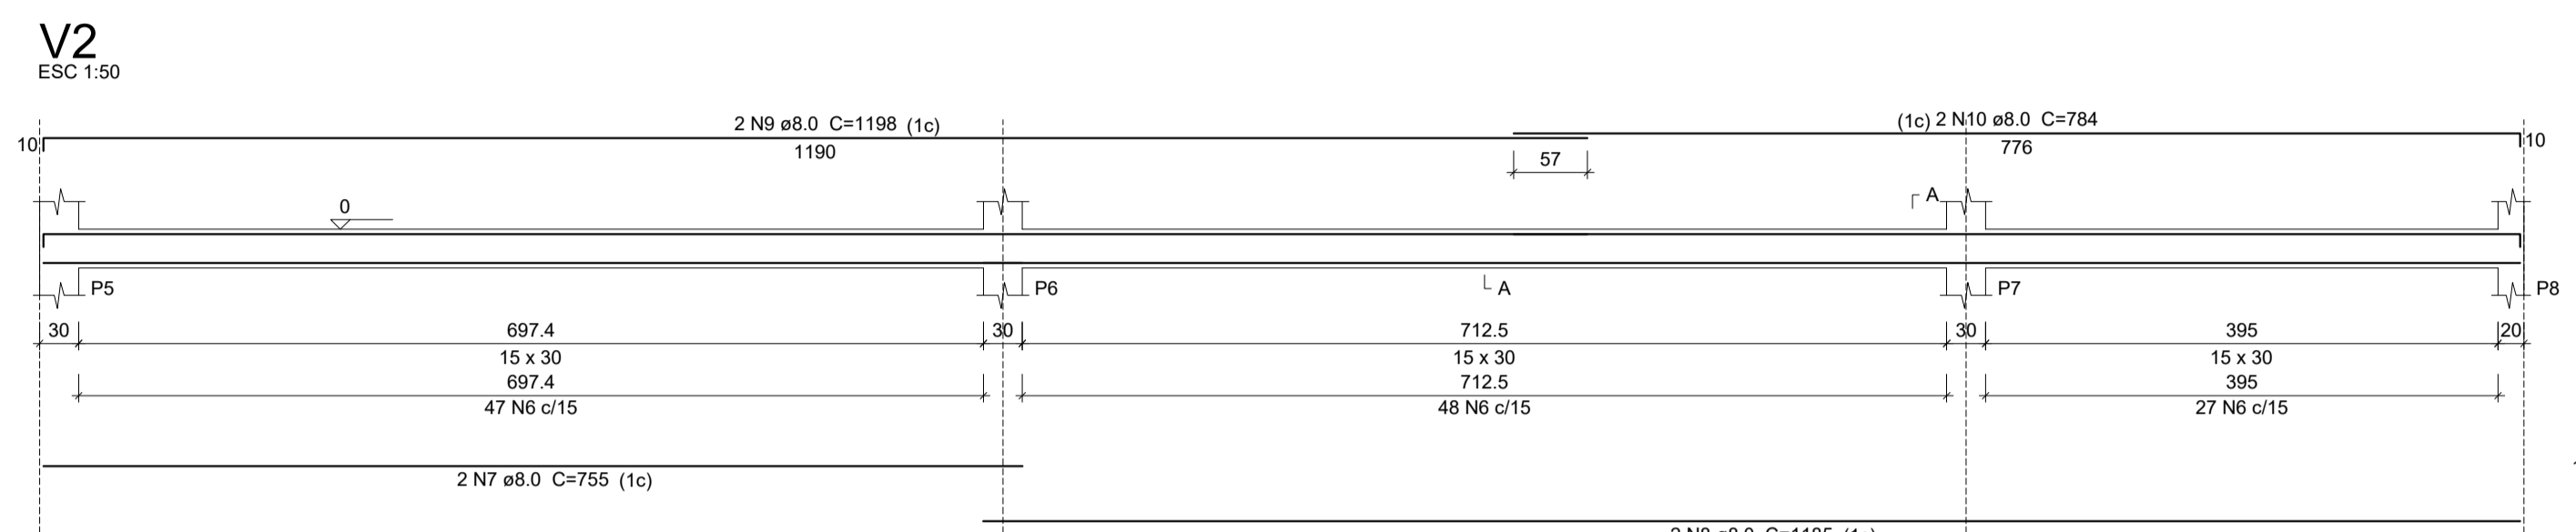 V2
ESC 1:50
2 N9 ø8.0 C=1198 (1c)
(1c) 2 N10 ø8.0 C=784
10
1190
776
10
57
0
A
P5
P6
A
P7
P8
30
697.4
30
712.5
30
395
20
15 x 30
15 x 30
15 x 30
697.4
712.5
395
47 N6 c/15
48 N6 c/15
27 N6 c/15
2 N7 ø8.0 C=755 (1c)